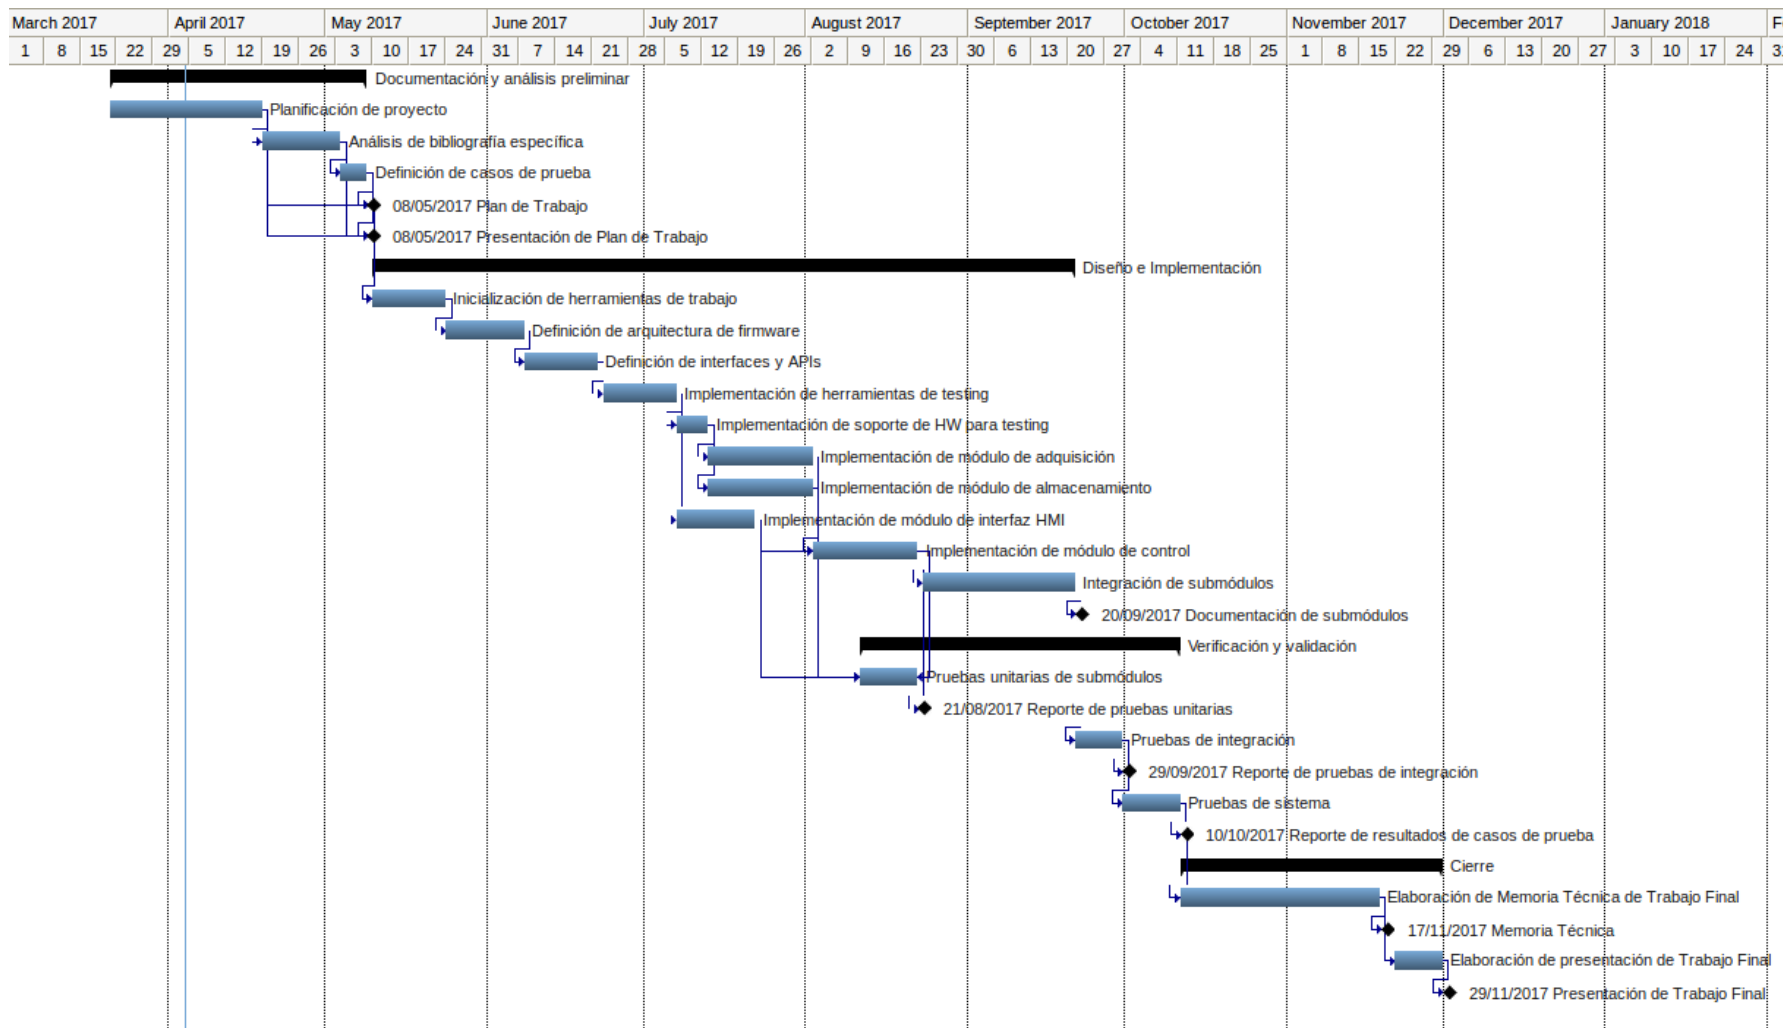 March 2017 April 2017 May 2017 June 2017 July 2017 August 2017 September 2017 October 2017 November 2017 December 2017 January 2018 F
1 8 15 22 29 5 12 19 26 3 10 17 24 31 7 14 21 28 5 12 19 26 2 9 16 23 30 6 13 20 27 4 11 18 25 1 8 15 22 29 6 13 20 27 3 10 17 24 31
Documentación y análisis preliminar
Planificación de proyecto
Análisis de bibliografía específica
Definición de casos de prueba
08/05/2017 Plan de Trabajo
08/05/2017 Presentación de Plan de Trabajo
Diseño e Implementación
Inicialización de herramientas de trabajo
Definición de arquitectura de firmware
Definición de interfaces y APIs
Implementación de herramientas de testing
Implementación de soporte de HW para testing
Implementación de módulo de adquisición
Implementación de módulo de almacenamiento
Implementación de módulo de interfaz HMI
Implementación de módulo de control
Integración de submódulos
20/09/2017 Documentación de submódulos
Verificación y validación
Pruebas unitarias de submódulos
21/08/2017 Reporte de pruebas unitarias
Pruebas de integración
29/09/2017 Reporte de pruebas de integración
Pruebas de sistema
10/10/2017 Reporte de resultados de casos de prueba
Cierre
Elaboración de Memoria Técnica de Trabajo Final
17/11/2017 Memoria Técnica
Elaboración de presentación de Trabajo Final
29/11/2017 Presentación de Trabajo Final